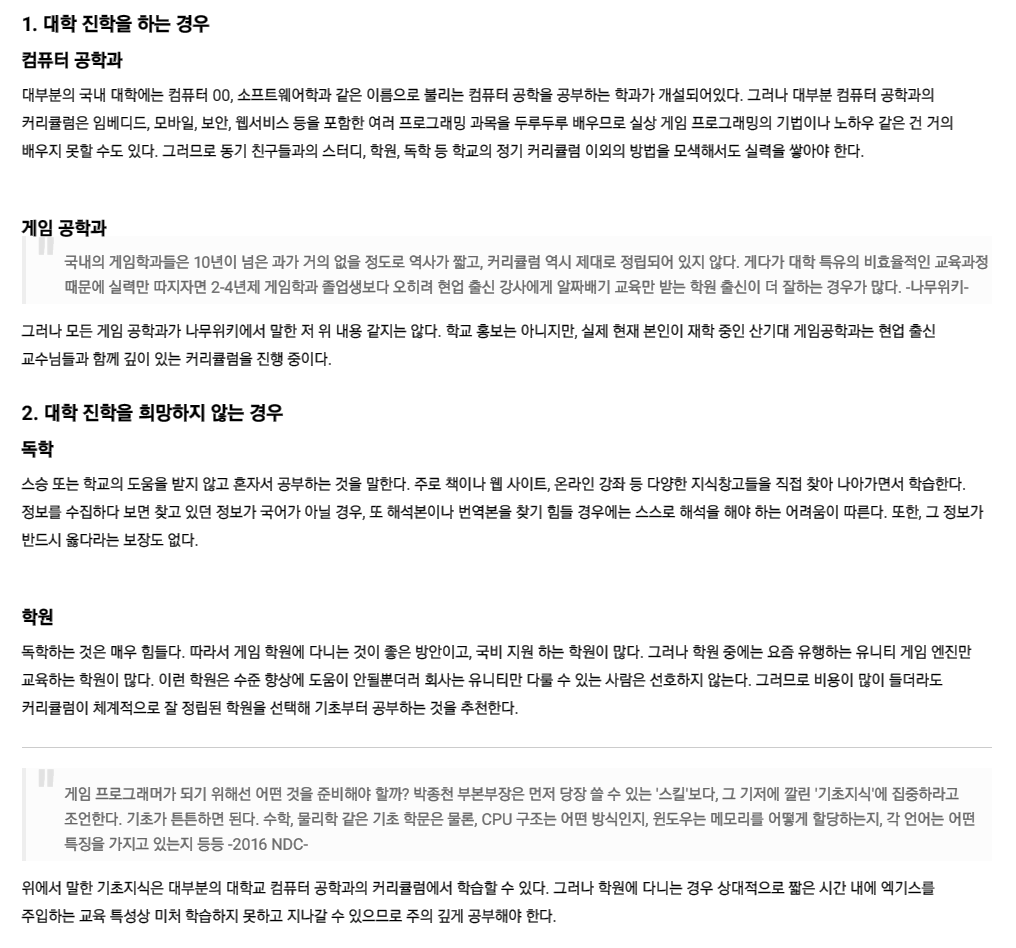 1. 대학 진학을 하는 경우
컴퓨터 공학과
대부분의 국내 대학에는 컴퓨터 00, 소프트웨어학과 같은 이름으로 불리는 컴퓨터 공학을 공부하는 학과가 개설되어있다. 그러나 대부분 컴퓨터 공학과의
커리큘럼은 임베디드, 모바일, 보안, 웹서비스 등을 포함한 여러 프로그래밍 과목을 두루두루 배우므로 실상 게임 프로그래밍의 기법이나 노하우 같은 건 거의
배우지 못할 수도 있다. 그러므로 동기 친구들과의 스터디, 학원, 독학 등 학교의 정기 커리큘럼 이외의 방법을 모색해서도 실력을 쌓아야 한다.
게임 공학과
국내의 게임학과들은 10년이 넘은 과가 거의 없을 정도로 역사가 짧고, 커리큘럼 역시 제대로 정립되어 있지 않다. 게다가 대학 특유의 비효율적인 교육과정
때문에 실력만 따지자면 2-4년제 게임학과 졸업생보다 오히려 현업 출신 강사에게 알짜배기 교육만 받는 학원 출신이 더 잘하는 경우가 많다. -나무위키-
그러나 모든 게임 공학과가 나무위키에서 말한 저 위 내용 같지는 않다. 학교 홍보는 아니지만, 실제 현재 본인이 재학 중인 산기대 게임공학과는 현업 출신
교수님들과 함께 깊이 있는 커리큘럼을 진행 중이다.
2. 대학 진학을 희망하지 않는 경우
독학
스승 또는 학교의 도움을 받지 않고 혼자서 공부하는 것을 말한다. 주로 책이나 웹 사이트, 온라인 강좌 등 다양한 지식창고들을 직접 찾아 나아가면서 학습한다.
정보를 수집하다 보면 찾고 있던 정보가 국어가 아닐 경우, 또 해석본이나 번역본을 찾기 힘들 경우에는 스스로 해석을 해야 하는 어려움이 따른다. 또한, 그 정보가
반드시 옳다라는 보장도 없다.
학원
독학하는 것은 매우 힘들다. 따라서 게임 학원에 다니는 것이 좋은 방안이고, 국비 지원 하는 학원이 많다. 그러나 학원 중에는 요즘 유행하는 유니티 게임 엔진만
교육하는 학원이 많다. 이런 학원은 수준 향상에 도움이 안될뿐더러 회사는 유니티만 다룰 수 있는 사람은 선호하지 않는다. 그러므로 비용이 많이 들더라도
커리큘럼이 체계적으로 잘 정립된 학원을 선택해 기초부터 공부하는 것을 추천한다.
게임 프로그래머가 되기 위해선 어떤 것을 준비해야 할까? 박종천 부본부장은 먼저 당장 쓸 수 있는 '스킬'보다, 그 기저에 깔린 '기초지식'에 집중하라고
조언한다. 기초가 튼튼하면 된다. 수학, 물리학 같은 기초 학문은 물론, CPU 구조는 어떤 방식인지, 윈도우는 메모리를 어떻게 할당하는지, 각 언어는 어떤
특징을 가지고 있는지 등등 -2016 NDC-
위에서 말한 기초지식은 대부분의 대학교 컴퓨터 공학과의 커리큘럼에서 학습할 수 있다. 그러나 학원에 다니는 경우 상대적으로 짧은 시간 내에 엑기스를
주입하는 교육 특성상 미처 학습하지 못하고 지나갈 수 있으므로 주의 깊게 공부해야 한다.